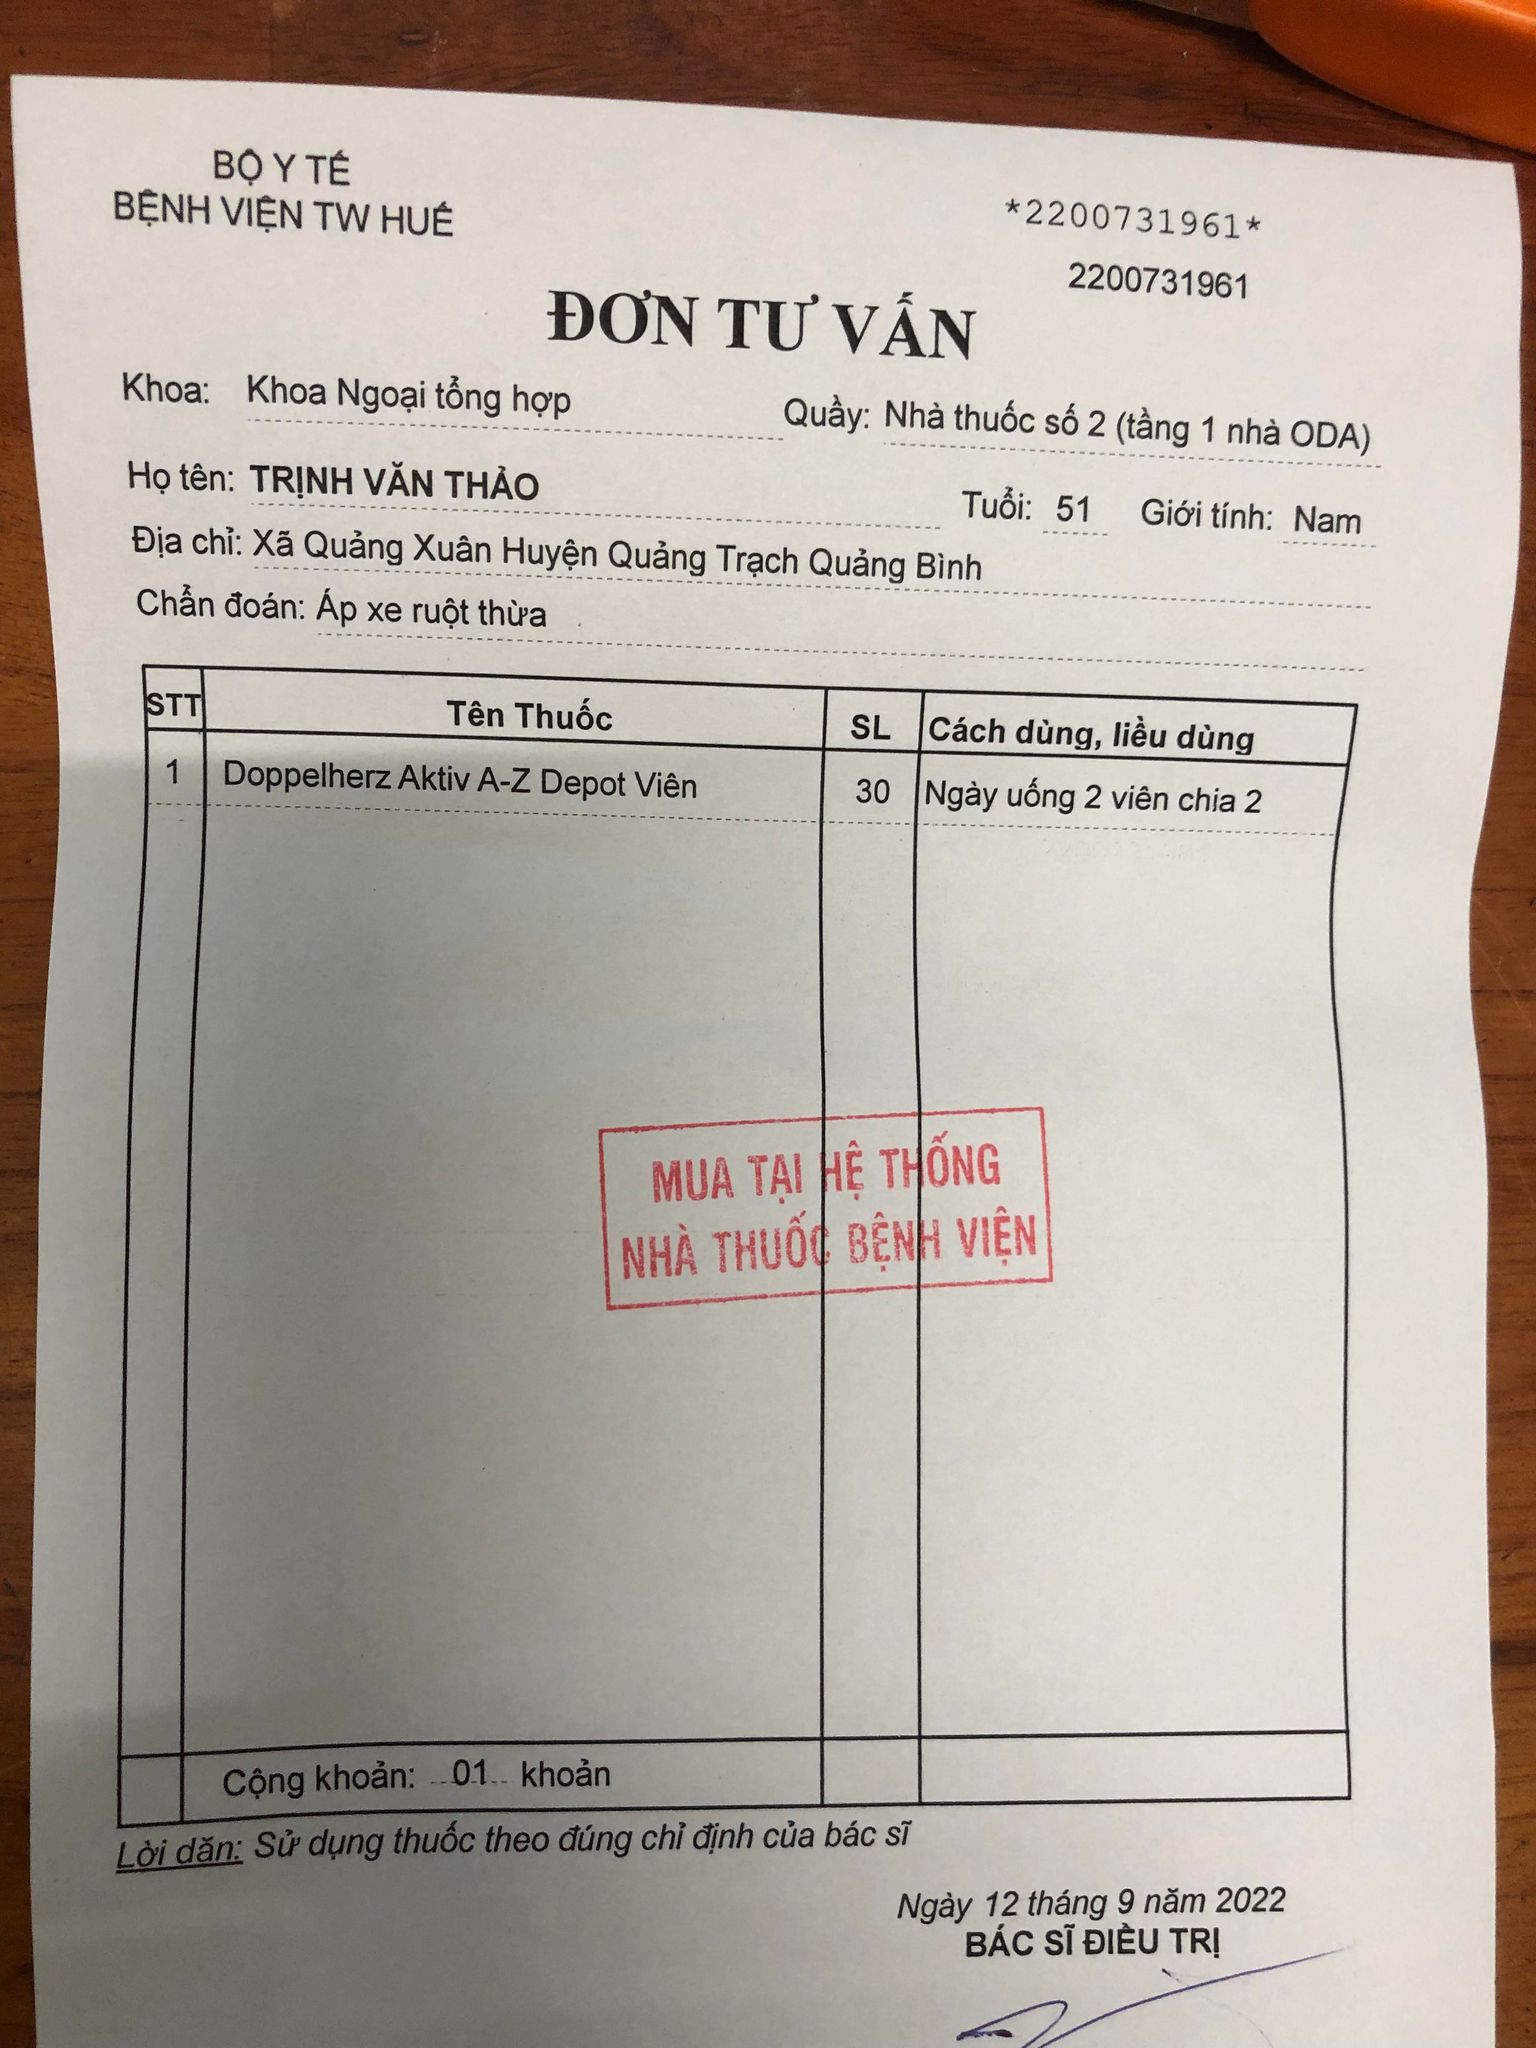 BỘ Y TẾ
BỆNH VIỆN TW HUẾ
*2200731961*
2200731961
ĐƠN TƯ VẤN
Khoa: Khoa Ngoại tổng hợp
Quầy: Nhà thuốc số 2 (tầng 1 nhà ODA)
Họ tên: TRỊNH VĂN THẢO Tuổi: 51 Giới tính: Nam
Địa chỉ: Xã Quảng Xuân Huyện Quảng Trạch Quảng Bình
Chẩn đoán: Áp xe ruột thừa
STT Tên Thuốc SL Cách dùng, liều dùng
1 Doppelherz Aktiv A-Z Depot Viên 30 Ngày uống 2 viên chia 2
MUA TẠI HỆ THỐNG
NHÀ THUỐC BỆNH VIỆN
Cộng khoản: 01 khoản
Lời dăn: Sử dụng thuốc theo đúng chỉ định của bác sĩ
Ngày 12 tháng 9 năm 2022
BÁC SĨ ĐIỀU TRỊ